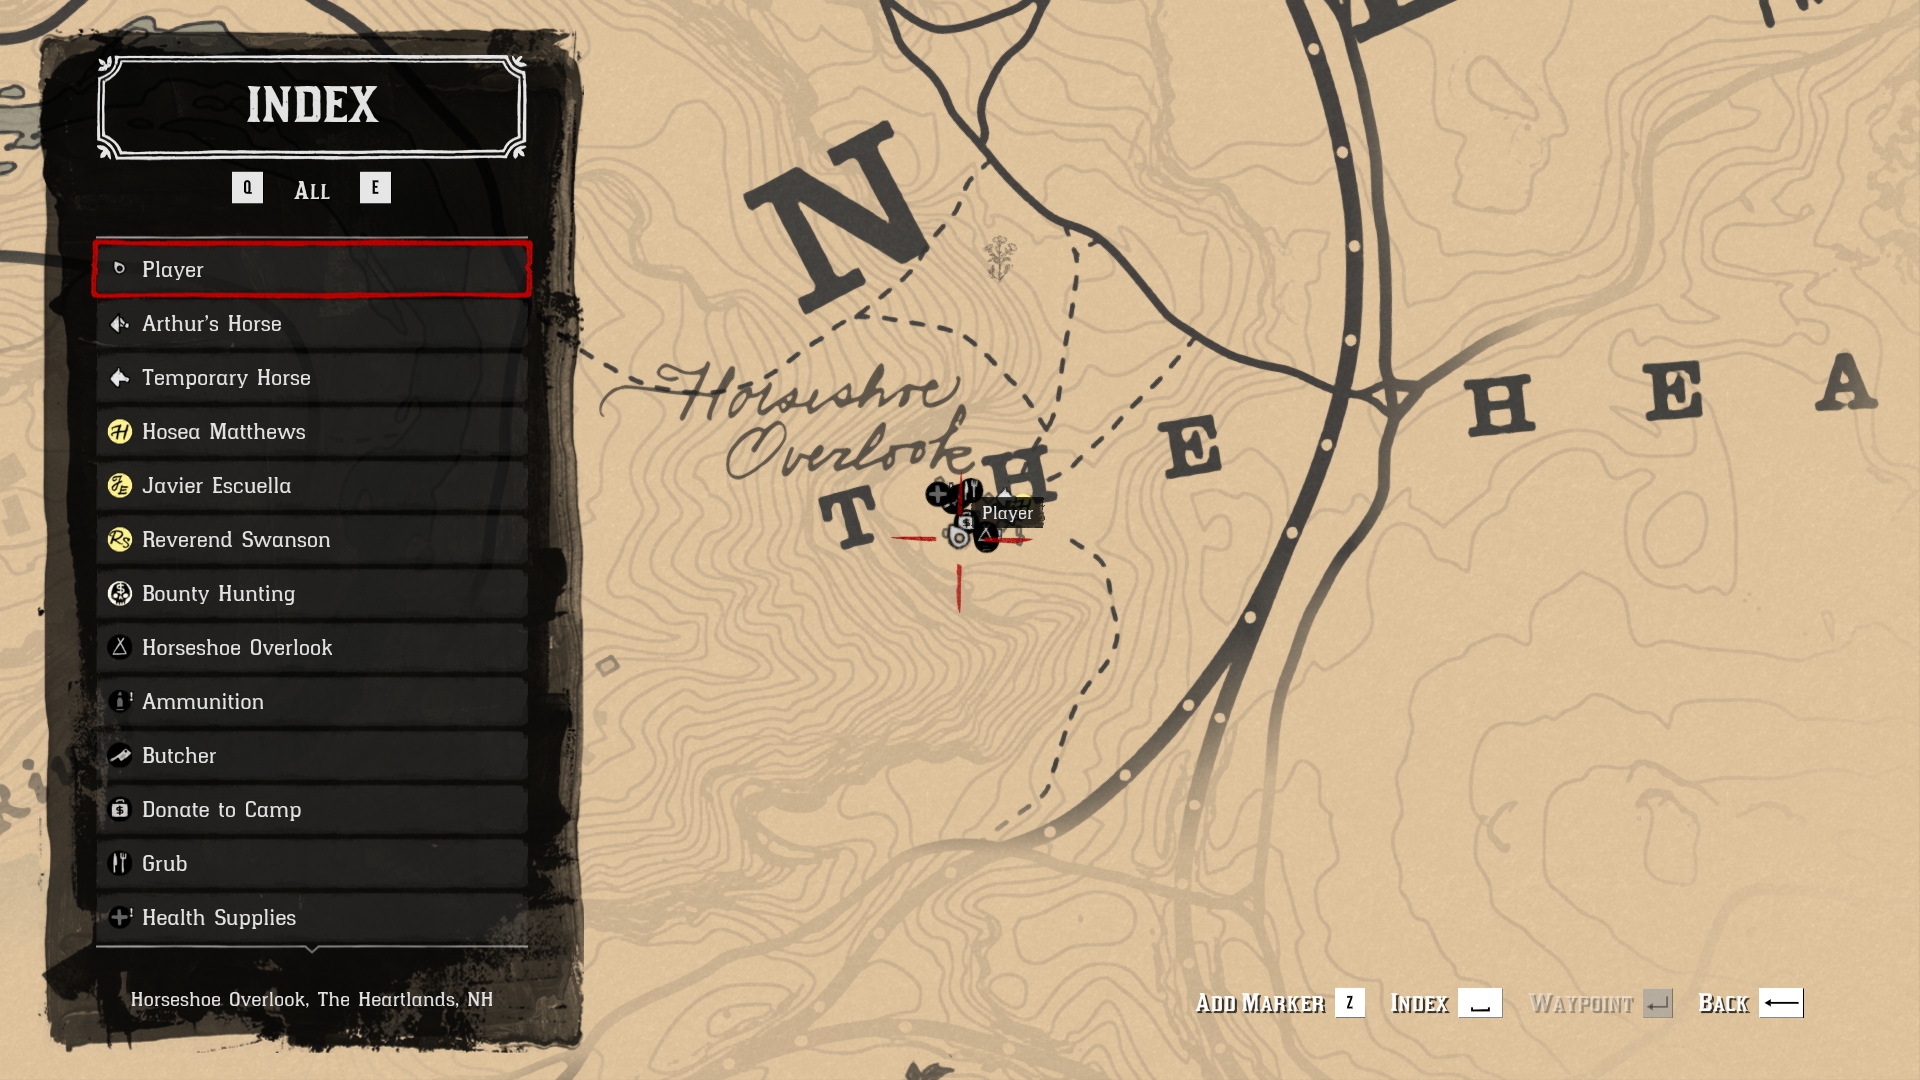 INDEX
Q ALL E
Player
Arthur's Horse
Temporary Horse
Hosea Matthews
Javier Escuella
Reverend Swanson
Bounty Hunting
Horseshoe Overlook
Ammunition
Butcher
Donate to Camp
Grub
Health Supplies
Horseshoe Overlook, The Heartlands, NH
N
Horseshoe
Overlook
T H E H E A
Player
ADD MARKER Z INDEX WAYPOINT BACK